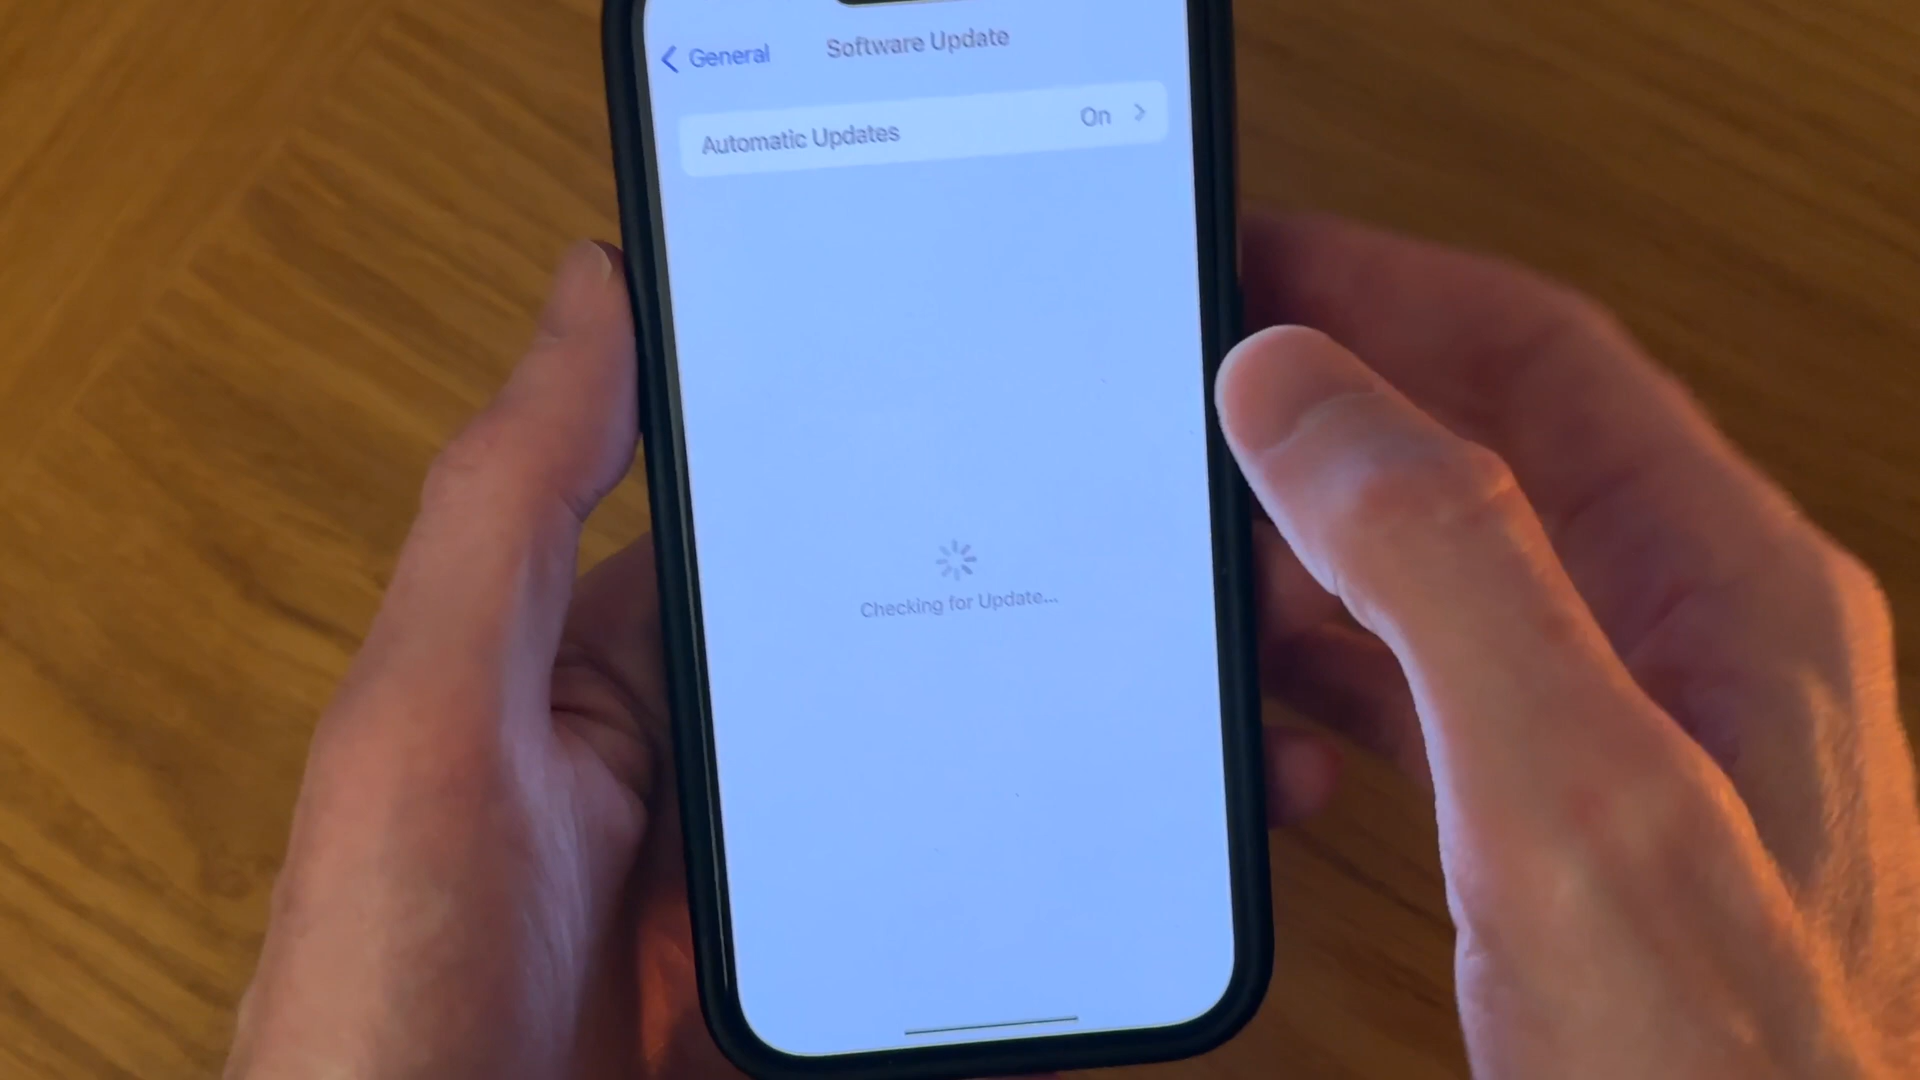 General
Software Update
Automatic Updates
On
Checking for Update...